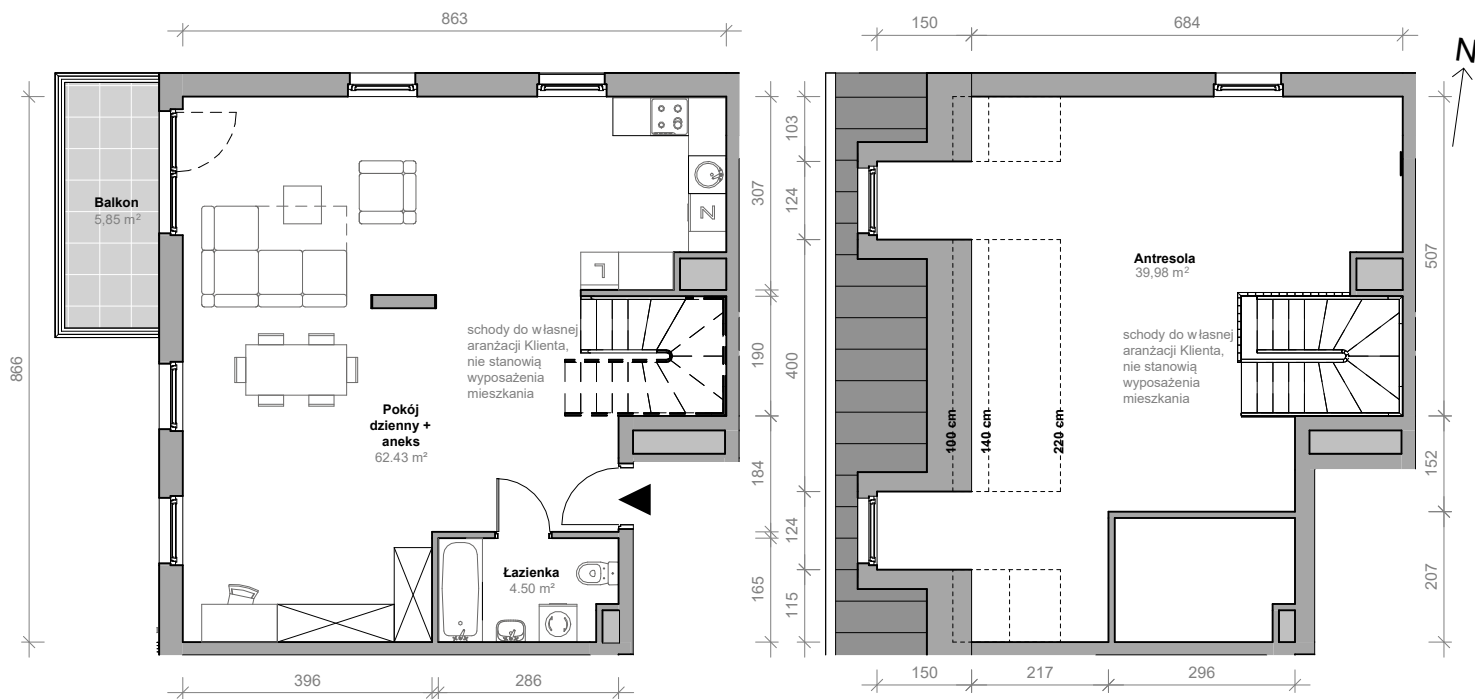 863
150
684
N
866
Balkon
5,85 m²
307
103
124
507
Antresola
39,98 m²
schody do własnej
aranżacji Klienta,
nie stanowią
wyposażenia
mieszkania
190
400
schody do własnej
aranżacji Klienta,
nie stanowią
wyposażenia
mieszkania
Pokój
dzienny +
aneks
62.43 m²
100 cm
140 cm
220 cm
152
184
124
Łazienka
4.50 m²
165
115
207
396
286
150
217
296
Z
L